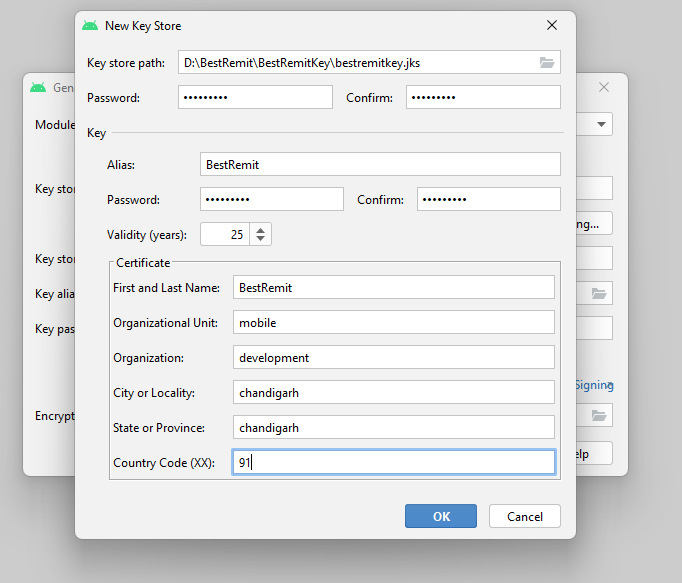 New Key Store
Key store path: D:\BestRemit\BestRemitKey\bestremitkey.jks
Password: ••••••••• Confirm: •••••••••
Key
Alias: BestRemit
Password: ••••••••• Confirm: •••••••••
Validity (years): 25
Certificate
First and Last Name: BestRemit
Organizational Unit: mobile
Organization: development
City or Locality: chandigarh
State or Province: chandigarh
Country Code (XX): 91
OK Cancel
Gen
Module
Key stor
ng...
Key stor
Key alia
Key pas
Signing
Encrypt
elp